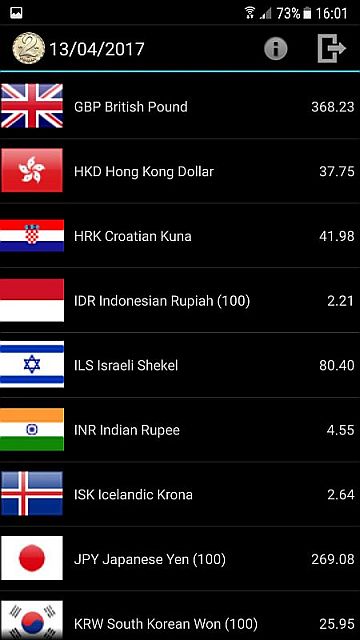 73% 16:01
2 13/04/2017
GBP British Pound 368.23
HKD Hong Kong Dollar 37.75
HRK Croatian Kuna 41.98
IDR Indonesian Rupiah (100) 2.21
ILS Israeli Shekel 80.40
INR Indian Rupee 4.55
ISK Icelandic Krona 2.64
JPY Japanese Yen (100) 269.08
KRW South Korean Won (100) 25.95